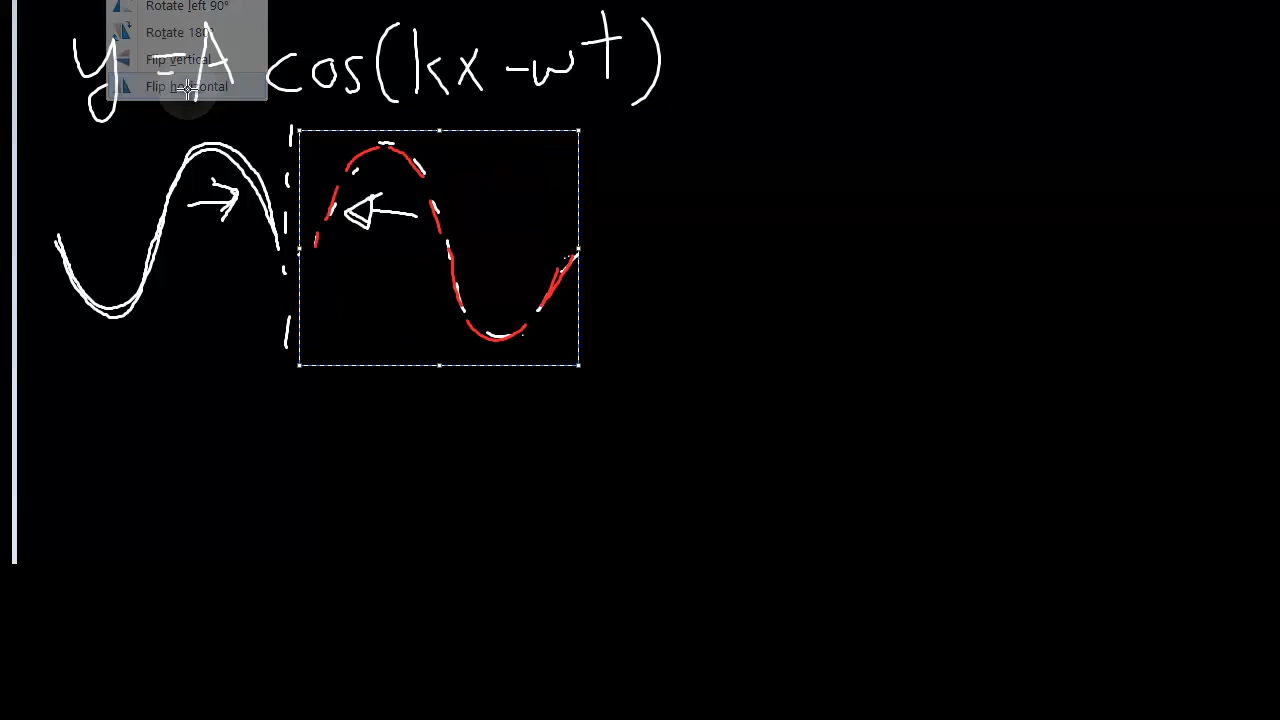 Rotate left 90°
Rotate 180°
Flip vertical
Flip horizontal
y = A cos(kx - wt)